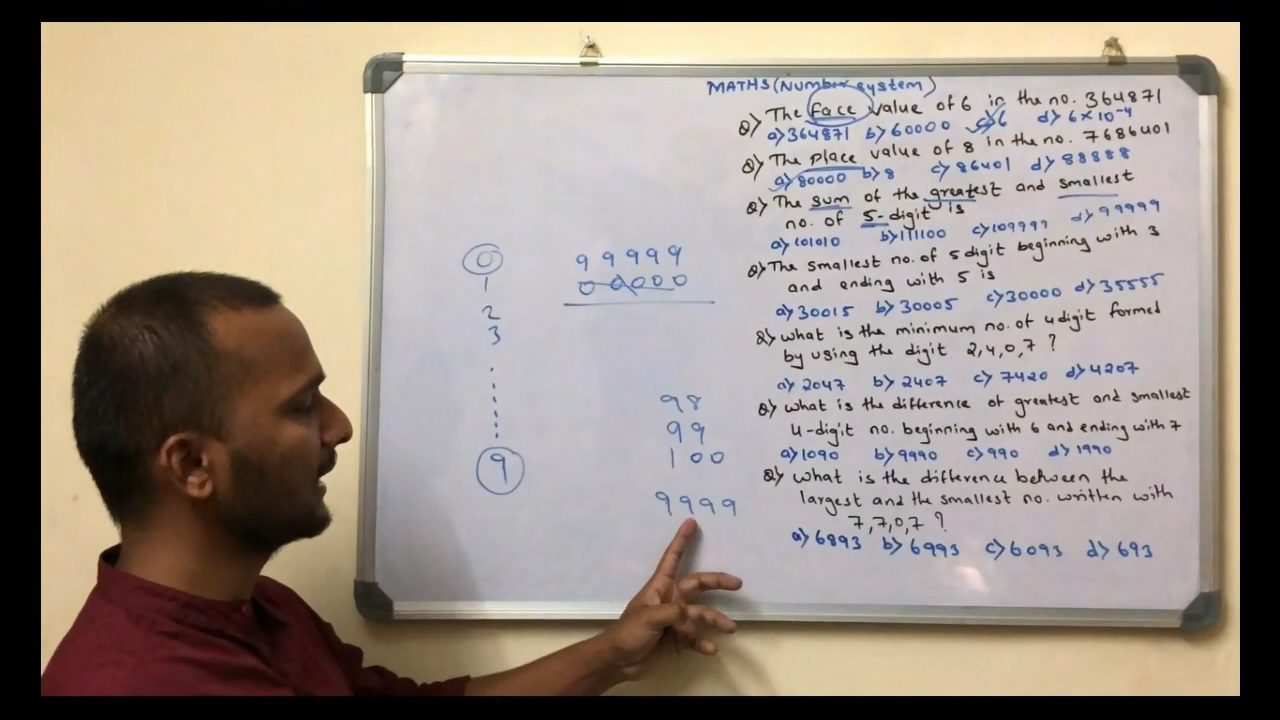 MATHS (Number system)
Q> The face value of 6 in the no. 364871
a> 364871 b> 60000 c> 6 d> 6×10⁻⁴
Q> The place value of 8 in the no. 7686401
a> 80000 b> 8 c> 86401 d> 88888
Q> The sum of the greatest and smallest
no. of 5-digit is
a> 101010 b> 111100 c> 109999 d> 99999
Q> The smallest no. of 5 digit beginning with 3
and ending with 5 is
a> 30015 b> 30005 c> 30000 d> 35555
Q> what is the minimum no. of 4 digit formed
by using the digit 2,4,0,7 ?
a> 2047 b> 2407 c> 7420 d> 4207
Q> what is the difference of greatest and smallest
4-digit no. beginning with 6 and ending with 7
a> 1090 b> 9990 c> 990 d> 1990
Q> what is the difference between the
largest and the smallest no. written with
7,7,0,7 ?
a> 6893 b> 6993 c> 6093 d> 693
0
1
2
3
9
99999
00000
98
99
100
9999